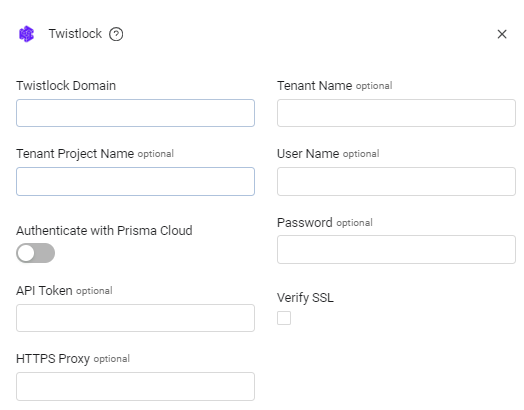 Twistlock ?
Twistlock Domain
Tenant Name optional
Tenant Project Name optional
User Name optional
Authenticate with Prisma Cloud
Password optional
API Token optional
Verify SSL
HTTPS Proxy optional